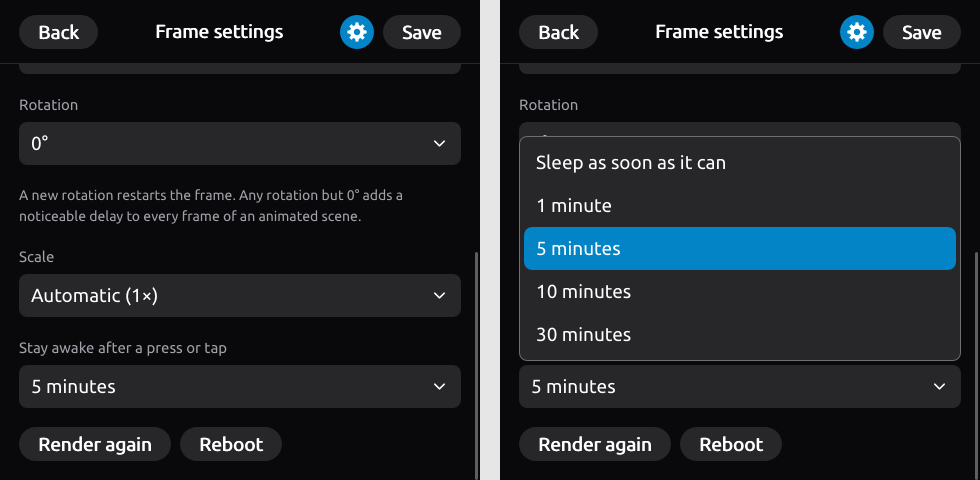 Back
Frame settings
Save
Rotation
0°
A new rotation restarts the frame. Any rotation but 0° adds a
noticeable delay to every frame of an animated scene.
Scale
Automatic (1×)
Stay awake after a press or tap
5 minutes
Render again
Reboot
Back
Frame settings
Save
Rotation
Sleep as soon as it can
1 minute
5 minutes
10 minutes
30 minutes
5 minutes
Render again
Reboot